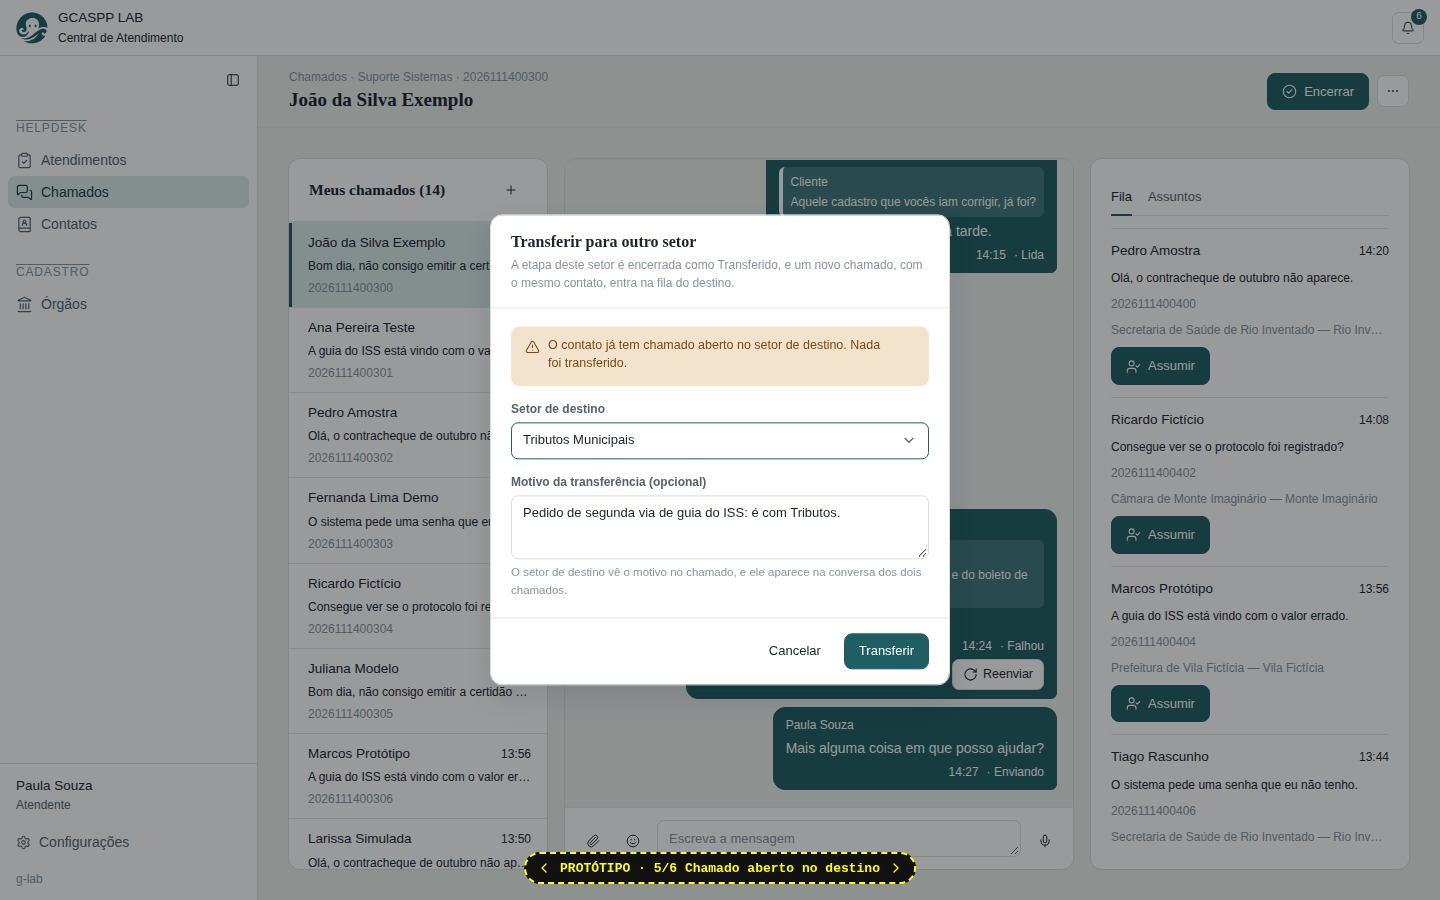 GCASPP LAB
Central de Atendimento
6
HELPDESK
Atendimentos
Chamados
Contatos
CADASTRO
Órgãos
Paula Souza
Atendente
Configurações
g-lab
Chamados · Suporte Sistemas · 2026111400300
João da Silva Exemplo
Encerrar
Meus chamados (14)
João da Silva Exemplo
Bom dia, não consigo emitir a cert
2026111400300
Ana Pereira Teste
A guia do ISS está vindo com o va
2026111400301
Pedro Amostra
Olá, o contracheque de outubro nã
2026111400302
Fernanda Lima Demo
O sistema pede uma senha que eu
2026111400303
Ricardo Fictício
Consegue ver se o protocolo foi re
2026111400304
Juliana Modelo
Bom dia, não consigo emitir a certidão …
2026111400305
Marcos Protótipo 13:56
A guia do ISS está vindo com o valor er…
2026111400306
Larissa Simulada 13:50
Olá, o contracheque de outubro não ap…
Cliente
Aquele cadastro que vocês iam corrigir, já foi?
tarde.
14:15 · Lida
Transferir para outro setor
A etapa deste setor é encerrada como Transferido, e um novo chamado, com
o mesmo contato, entra na fila do destino.
O contato já tem chamado aberto no setor de destino. Nada
foi transferido.
Setor de destino
Tributos Municipais
Motivo da transferência (opcional)
Pedido de segunda via de guia do ISS: é com Tributos.
O setor de destino vê o motivo no chamado, e ele aparece na conversa dos dois
chamados.
Cancelar
Transferir
e do boleto de
14:24 · Falhou
Reenviar
Paula Souza
Mais alguma coisa em que posso ajudar?
14:27 · Enviando
Escreva a mensagem
PROTÓTIPO · 5/6 Chamado aberto no destino
Fila
Assuntos
Pedro Amostra 14:20
Olá, o contracheque de outubro não aparece.
2026111400400
Secretaria de Saúde de Rio Inventado — Rio Inv…
Assumir
Ricardo Fictício 14:08
Consegue ver se o protocolo foi registrado?
2026111400402
Câmara de Monte Imaginário — Monte Imaginário
Assumir
Marcos Protótipo 13:56
A guia do ISS está vindo com o valor errado.
2026111400404
Prefeitura de Vila Fictícia — Vila Fictícia
Assumir
Tiago Rascunho 13:44
O sistema pede uma senha que eu não tenho.
2026111400406
Secretaria de Saúde de Rio Inventado — Rio Inv…